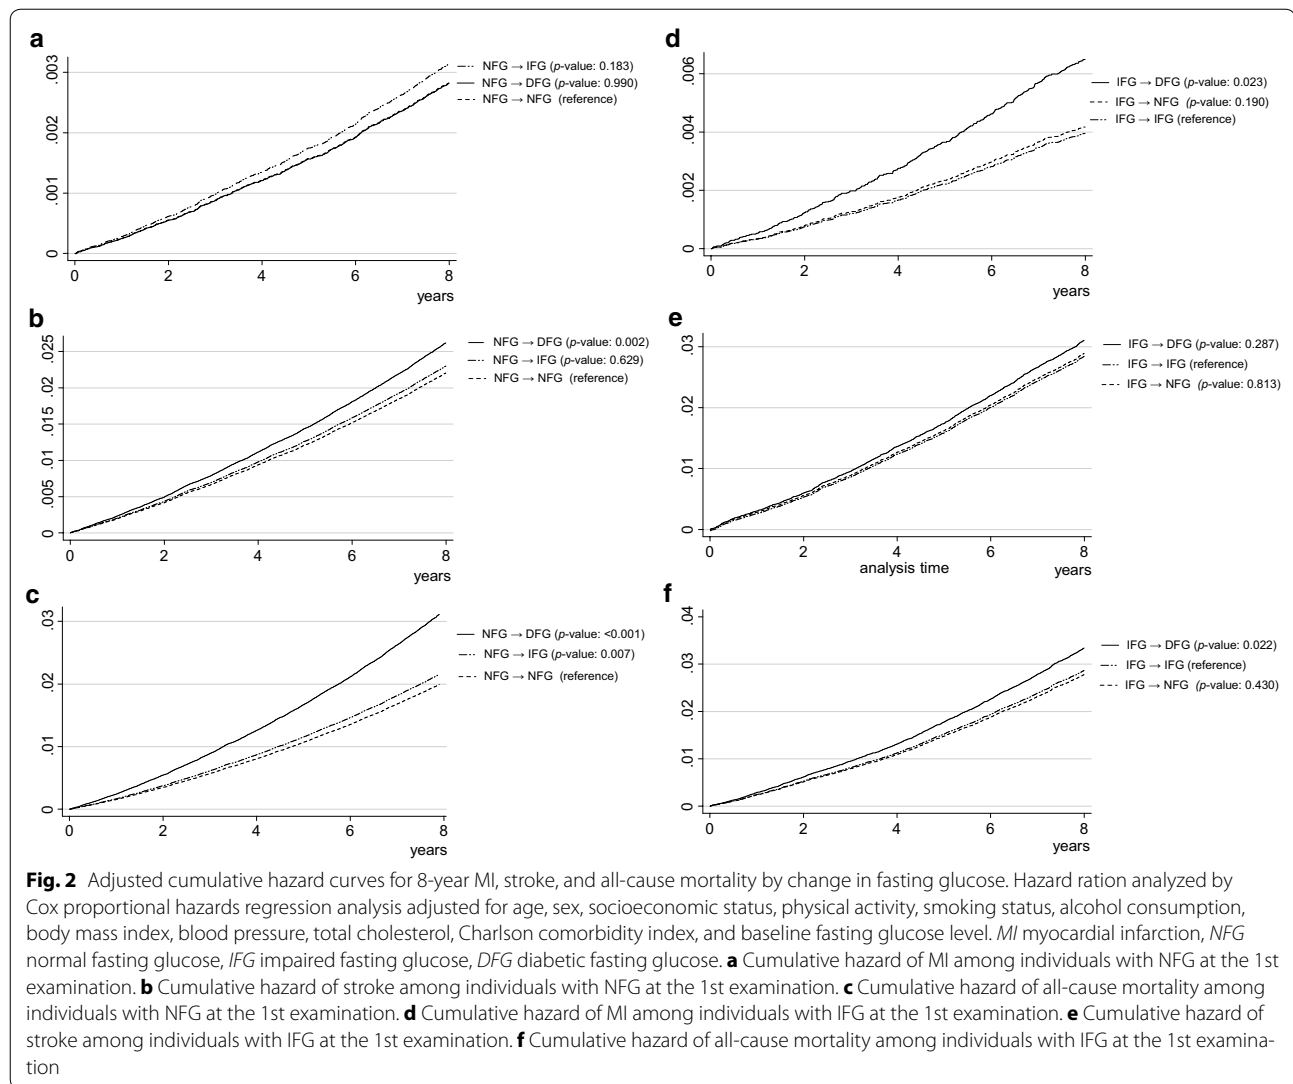 a
.003
.002
.001
0
0 2 4 6 8
years
NFG → IFG (p-value: 0.183)
NFG → DFG (p-value: 0.990)
NFG → NFG (reference)
b
.025
.02
.015
.01
.005
0
0 2 4 6 8
years
NFG → DFG (p-value: 0.002)
NFG → IFG (p-value: 0.629)
NFG → NFG (reference)
c
.03
.02
.01
0
0 2 4 6 8
years
NFG → DFG (p-value: <0.001)
NFG → IFG (p-value: 0.007)
NFG → NFG (reference)
d
.006
.004
.002
0
0 2 4 6 8
years
IFG → DFG (p-value: 0.023)
IFG → NFG (p-value: 0.190)
IFG → IFG (reference)
e
.03
.02
.01
0
0 2 4 6 8
analysis time
years
IFG → DFG (p-value: 0.287)
IFG → IFG (reference)
IFG → NFG (p-value: 0.813)
f
.04
.03
.02
.01
0
0 2 4 6 8
years
IFG → DFG (p-value: 0.022)
IFG → IFG (reference)
IFG → NFG (p-value: 0.430)
Fig. 2 Adjusted cumulative hazard curves for 8-year MI, stroke, and all-cause mortality by change in fasting glucose. Hazard ration analyzed by
Cox proportional hazards regression analysis adjusted for age, sex, socioeconomic status, physical activity, smoking status, alcohol consumption,
body mass index, blood pressure, total cholesterol, Charlson comorbidity index, and baseline fasting glucose level. MI myocardial infarction, NFG
normal fasting glucose, IFG impaired fasting glucose, DFG diabetic fasting glucose. a Cumulative hazard of MI among individuals with NFG at the 1st
examination. b Cumulative hazard of stroke among individuals with NFG at the 1st examination. c Cumulative hazard of all-cause mortality among
individuals with NFG at the 1st examination. d Cumulative hazard of MI among individuals with IFG at the 1st examination. e Cumulative hazard of
stroke among individuals with IFG at the 1st examination. f Cumulative hazard of all-cause mortality among individuals with IFG at the 1st examina-
tion